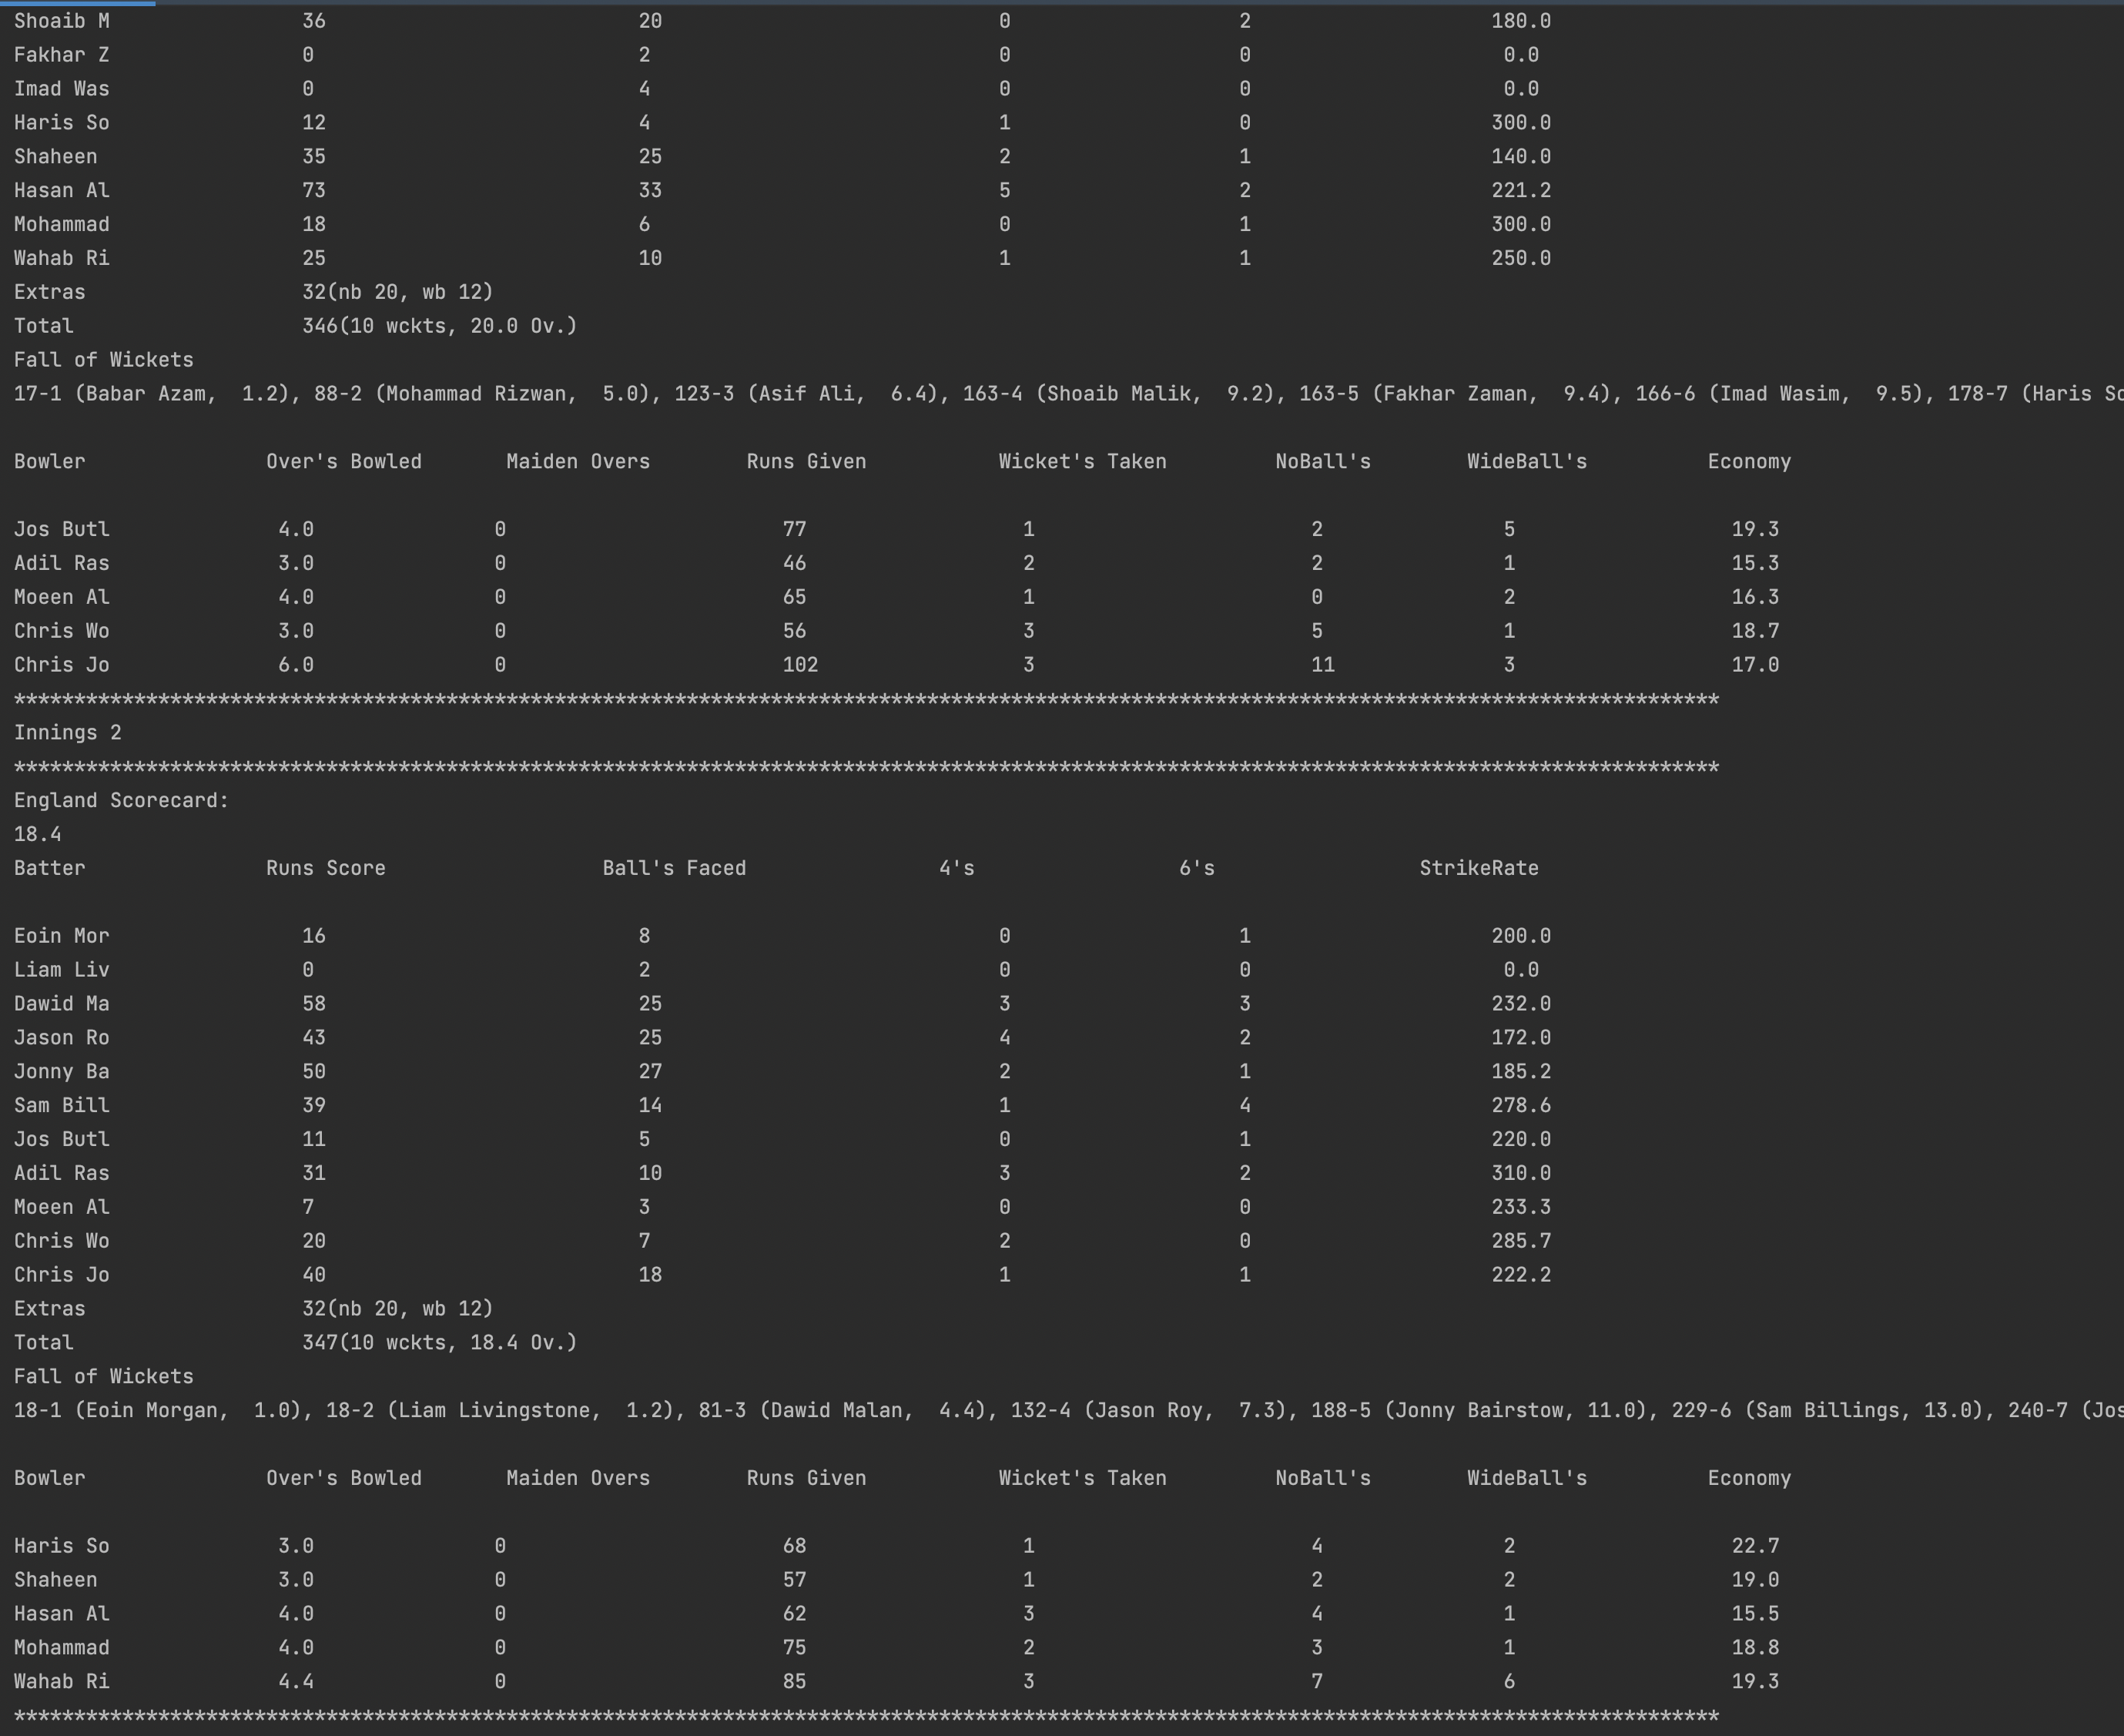 Shoaib M 36 20 0 2 180.0
Fakhar Z 0 2 0 0 0.0
Imad Was 0 4 0 0 0.0
Haris So 12 4 1 0 300.0
Shaheen 35 25 2 1 140.0
Hasan Al 73 33 5 2 221.2
Mohammad 18 6 0 1 300.0
Wahab Ri 25 10 1 1 250.0
Extras 32(nb 20, wb 12)
Total 346(10 wckts, 20.0 Ov.)
Fall of Wickets
17-1 (Babar Azam,  1.2), 88-2 (Mohammad Rizwan,  5.0), 123-3 (Asif Ali,  6.4), 163-4 (Shoaib Malik,  9.2), 163-5 (Fakhar Zaman,  9.4), 166-6 (Imad Wasim,  9.5), 178-7 (Haris So
Bowler Over's Bowled Maiden Overs Runs Given Wicket's Taken NoBall's WideBall's Economy
Jos Butl 4.0 0 77 1 2 5 19.3
Adil Ras 3.0 0 46 2 2 1 15.3
Moeen Al 4.0 0 65 1 0 2 16.3
Chris Wo 3.0 0 56 3 5 1 18.7
Chris Jo 6.0 0 102 3 11 3 17.0
**********************************************************************************************************************************************
Innings 2
**********************************************************************************************************************************************
England Scorecard:
18.4
Batter Runs Score Ball's Faced 4's 6's StrikeRate
Eoin Mor 16 8 0 1 200.0
Liam Liv 0 2 0 0 0.0
Dawid Ma 58 25 3 3 232.0
Jason Ro 43 25 4 2 172.0
Jonny Ba 50 27 2 1 185.2
Sam Bill 39 14 1 4 278.6
Jos Butl 11 5 0 1 220.0
Adil Ras 31 10 3 2 310.0
Moeen Al 7 3 0 0 233.3
Chris Wo 20 7 2 0 285.7
Chris Jo 40 18 1 1 222.2
Extras 32(nb 20, wb 12)
Total 347(10 wckts, 18.4 Ov.)
Fall of Wickets
18-1 (Eoin Morgan,  1.0), 18-2 (Liam Livingstone,  1.2), 81-3 (Dawid Malan,  4.4), 132-4 (Jason Roy,  7.3), 188-5 (Jonny Bairstow, 11.0), 229-6 (Sam Billings, 13.0), 240-7 (Jos
Bowler Over's Bowled Maiden Overs Runs Given Wicket's Taken NoBall's WideBall's Economy
Haris So 3.0 0 68 1 4 2 22.7
Shaheen 3.0 0 57 1 2 2 19.0
Hasan Al 4.0 0 62 3 4 1 15.5
Mohammad 4.0 0 75 2 3 1 18.8
Wahab Ri 4.4 0 85 3 7 6 19.3
**********************************************************************************************************************************************